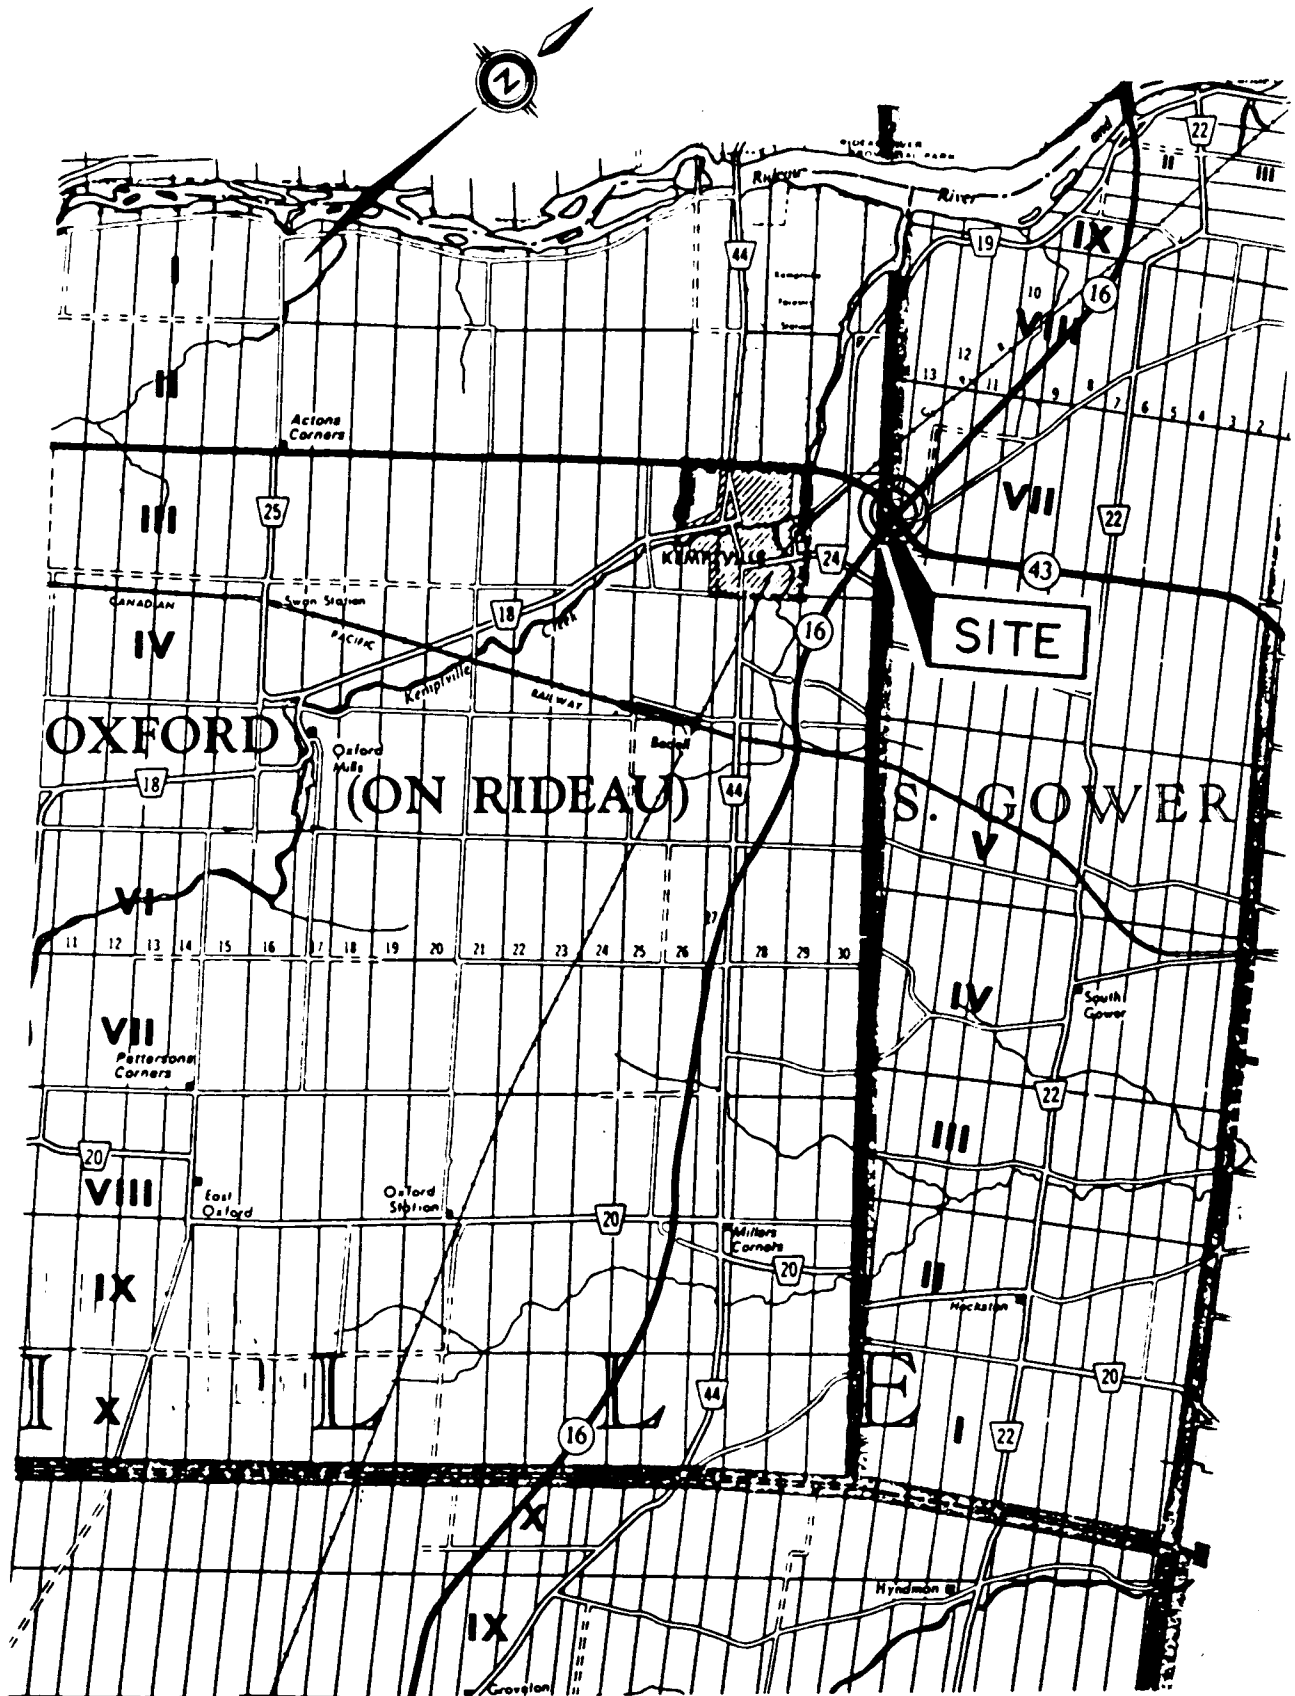 N
22
II
III
Rideau
River
and
19
IX
44
I
16
10
VIII
12
13
11
9
8
7
6
5
4
3
2
II
Actons
Corners
III
25
VII
22
KEMPTVILLE
24
43
CANADIAN
Swan Station
18
Creek
16
SITE
IV
PACIFIC
Kemptville
RAILWAY
OXFORD
Oxford
Mills
Bedell
18
(ON RIDEAU)
44
S. GOWER
V
VI
27
11 12 13 14 15 16 17 18 19 20 21 22 23 24 25 26 28 29 30
IV
South
Gower
VII
Pattersons
Corners
22
III
20
VIII
East
Oxford
Oxford
Station
20
Millers
Corners
20
II
IX
Heckston
I L L E
20
X
44
I
22
16
X
Hyndman
IX
Groveton